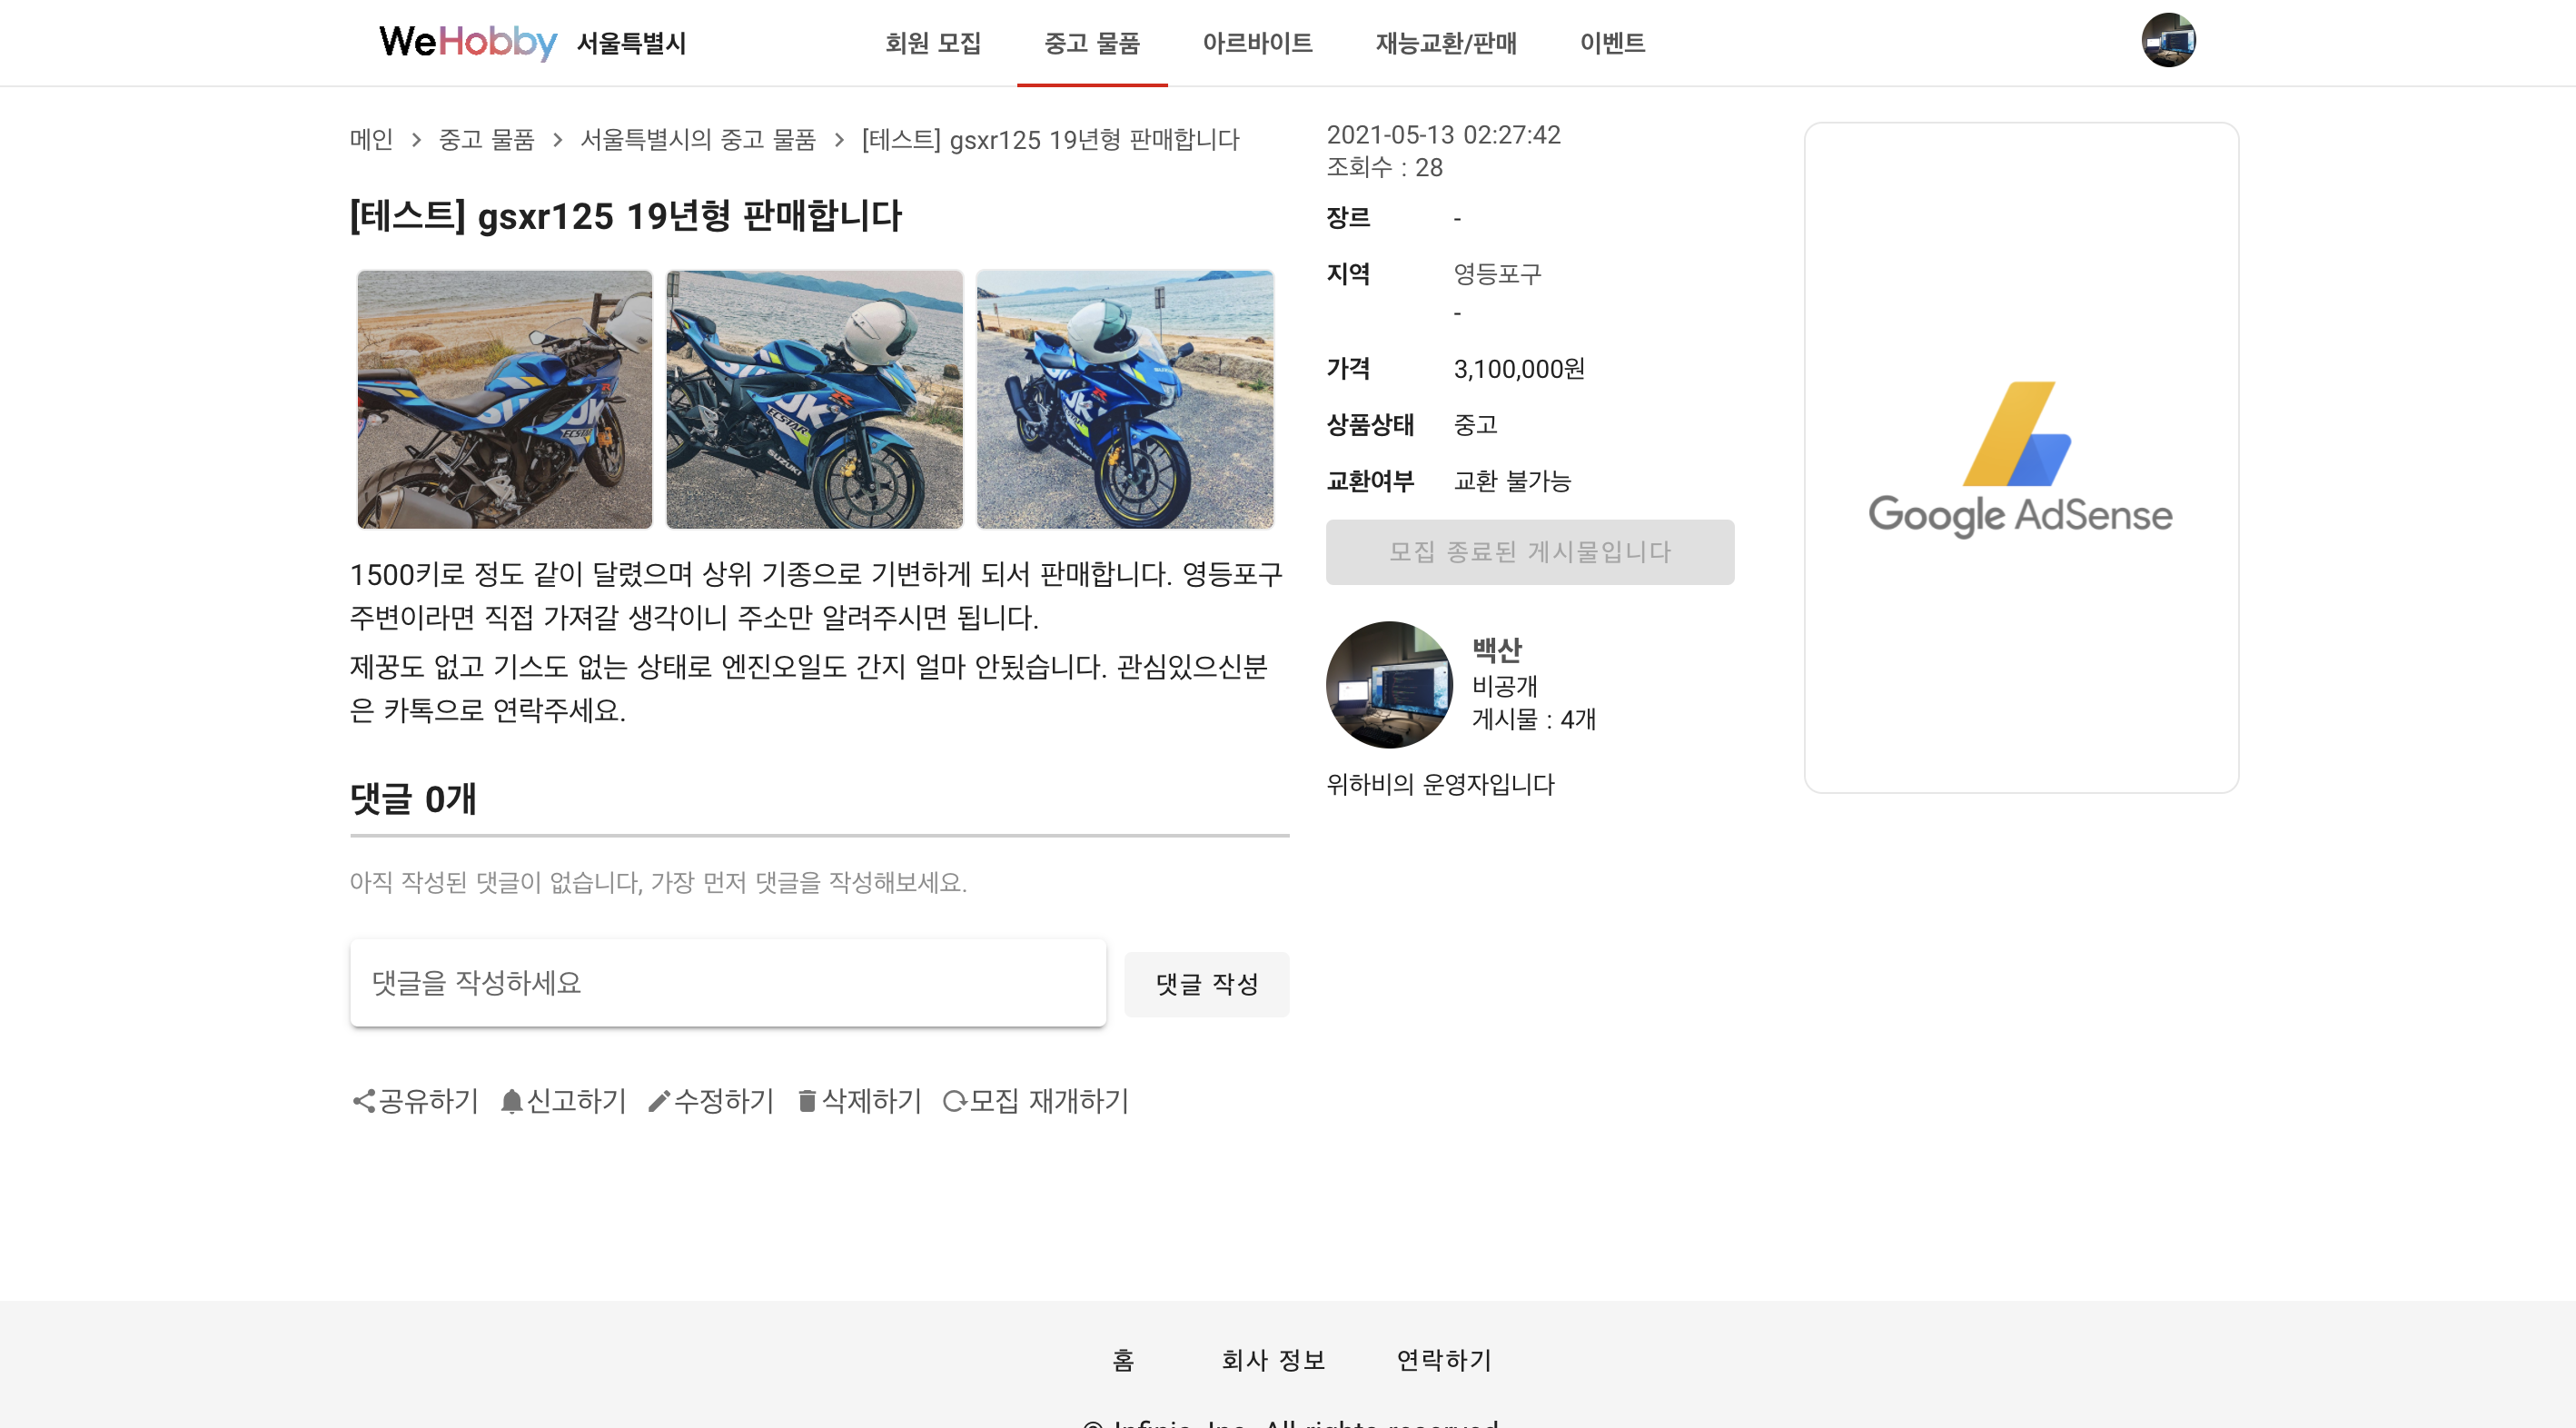 WeHobby 서울특별시 회원 모집 중고 물품 아르바이트 재능교환/판매 이벤트
메인 > 중고 물품 > 서울특별시의 중고 물품 > [테스트] gsxr125 19년형 판매합니다
[테스트] gsxr125 19년형 판매합니다
SUZUKI
ECSTAR
R
1500키로 정도 같이 달렸으며 상위 기종으로 기변하게 되서 판매합니다. 영등포구
주변이라면 직접 가져갈 생각이니 주소만 알려주시면 됩니다.
제꿍도 없고 기스도 없는 상태로 엔진오일도 간지 얼마 안됬습니다. 관심있으신분
은 카톡으로 연락주세요.
댓글 0개
아직 작성된 댓글이 없습니다, 가장 먼저 댓글을 작성해보세요.
댓글을 작성하세요
댓글 작성
공유하기 신고하기 수정하기 삭제하기 모집 재개하기
2021-05-13 02:27:42
조회수 : 28
장르 -
지역 영등포구
-
가격 3,100,000원
상품상태 중고
교환여부 교환 불가능
모집 종료된 게시물입니다
백산
비공개
게시물 : 4개
위하비의 운영자입니다
Google AdSense
홈 회사 정보 연락하기